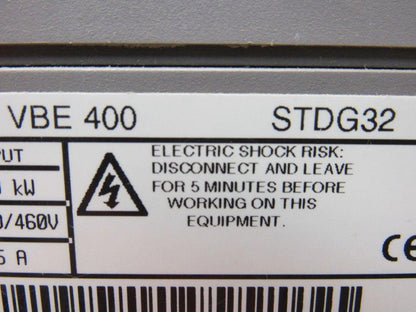 VBE 400 STDG32
PUT
kW
/460V
A
ELECTRIC SHOCK RISK:
DISCONNECT AND LEAVE
FOR 5 MINUTES BEFORE
WORKING ON THIS
EQUIPMENT.
CE